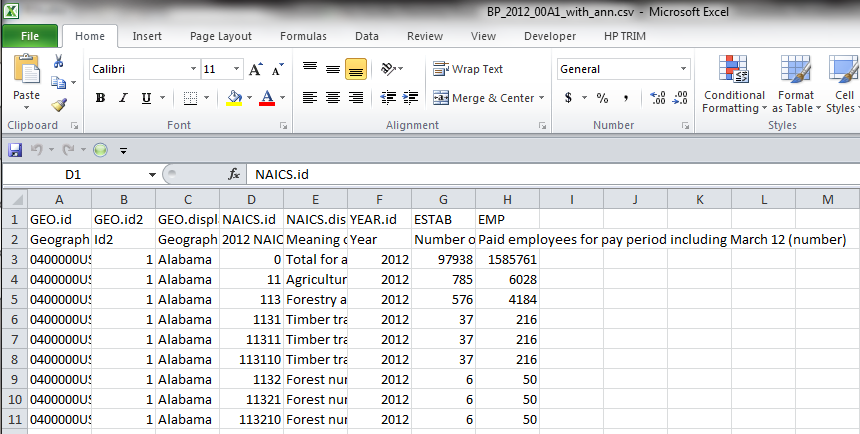 BP_2012_00A1_with_ann.csv - Microsoft Excel
File Home Insert Page Layout Formulas Data Review View Developer HP TRIM
Calibri 11 A A Wrap Text General
Paste B I U A Merge & Center $ % , .00 .00 Conditional Formatting Format as Table Cell Styles
Clipboard Font Alignment Number Styles
D1 fx NAICS.id
A B C D E F G H I J K L M
1 GEO.id GEO.id2 GEO.displ NAICS.id NAICS.dis YEAR.id ESTAB EMP
2 Geograph Id2 Geograph 2012 NAIC Meaning o Year Number o Paid employees for pay period including March 12 (number)
3 0400000US 1 Alabama 0 Total for a 2012 97938 1585761
4 0400000US 1 Alabama 11 Agricultur 2012 785 6028
5 0400000US 1 Alabama 113 Forestry a 2012 576 4184
6 0400000US 1 Alabama 1131 Timber tra 2012 37 216
7 0400000US 1 Alabama 11311 Timber tra 2012 37 216
8 0400000US 1 Alabama 113110 Timber tra 2012 37 216
9 0400000US 1 Alabama 1132 Forest nur 2012 6 50
10 0400000US 1 Alabama 11321 Forest nur 2012 6 50
11 0400000US 1 Alabama 113210 Forest nur 2012 6 50